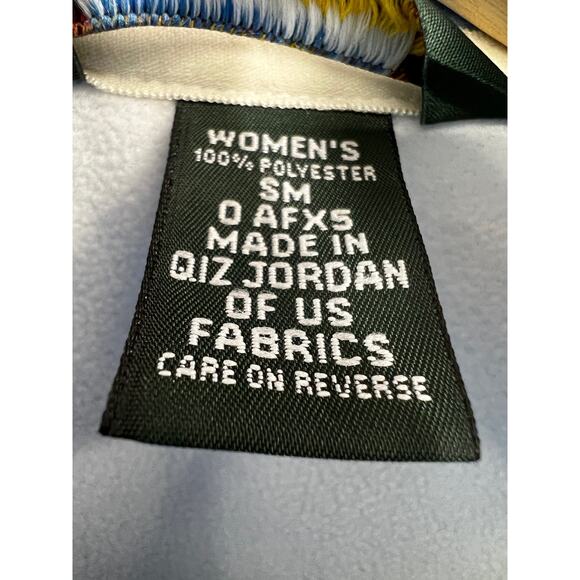 WOMEN'S
100% POLYESTER
SM
0 AFX5
MADE IN
QIZ JORDAN
OF US
FABRICS
CARE ON REVERSE